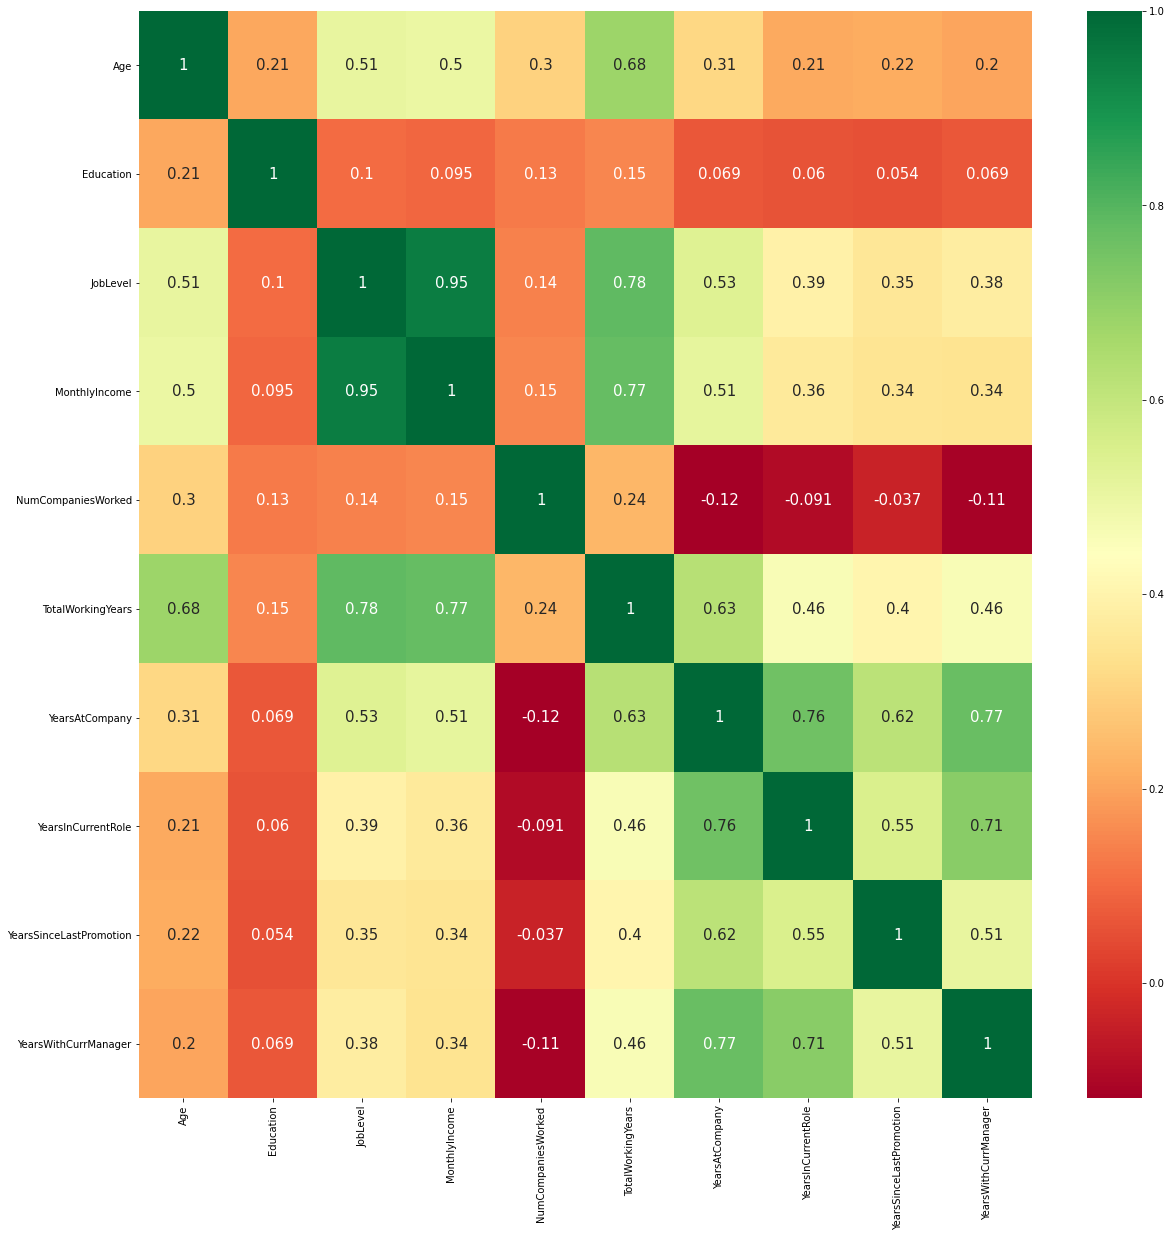 Age 1 0.21 0.51 0.5 0.3 0.68 0.31 0.21 0.22 0.2
Education 0.21 1 0.1 0.095 0.13 0.15 0.069 0.06 0.054 0.069
JobLevel 0.51 0.1 1 0.95 0.14 0.78 0.53 0.39 0.35 0.38
MonthlyIncome 0.5 0.095 0.95 1 0.15 0.77 0.51 0.36 0.34 0.34
NumCompaniesWorked 0.3 0.13 0.14 0.15 1 0.24 -0.12 -0.091 -0.037 -0.11
TotalWorkingYears 0.68 0.15 0.78 0.77 0.24 1 0.63 0.46 0.4 0.46
YearsAtCompany 0.31 0.069 0.53 0.51 -0.12 0.63 1 0.76 0.62 0.77
YearsInCurrentRole 0.21 0.06 0.39 0.36 -0.091 0.46 0.76 1 0.55 0.71
YearsSinceLastPromotion 0.22 0.054 0.35 0.34 -0.037 0.4 0.62 0.55 1 0.51
YearsWithCurrManager 0.2 0.069 0.38 0.34 -0.11 0.46 0.77 0.71 0.51 1
Age
Education
JobLevel
MonthlyIncome
NumCompaniesWorked
TotalWorkingYears
YearsAtCompany
YearsInCurrentRole
YearsSinceLastPromotion
YearsWithCurrManager
1.0
0.8
0.6
0.4
0.2
0.0